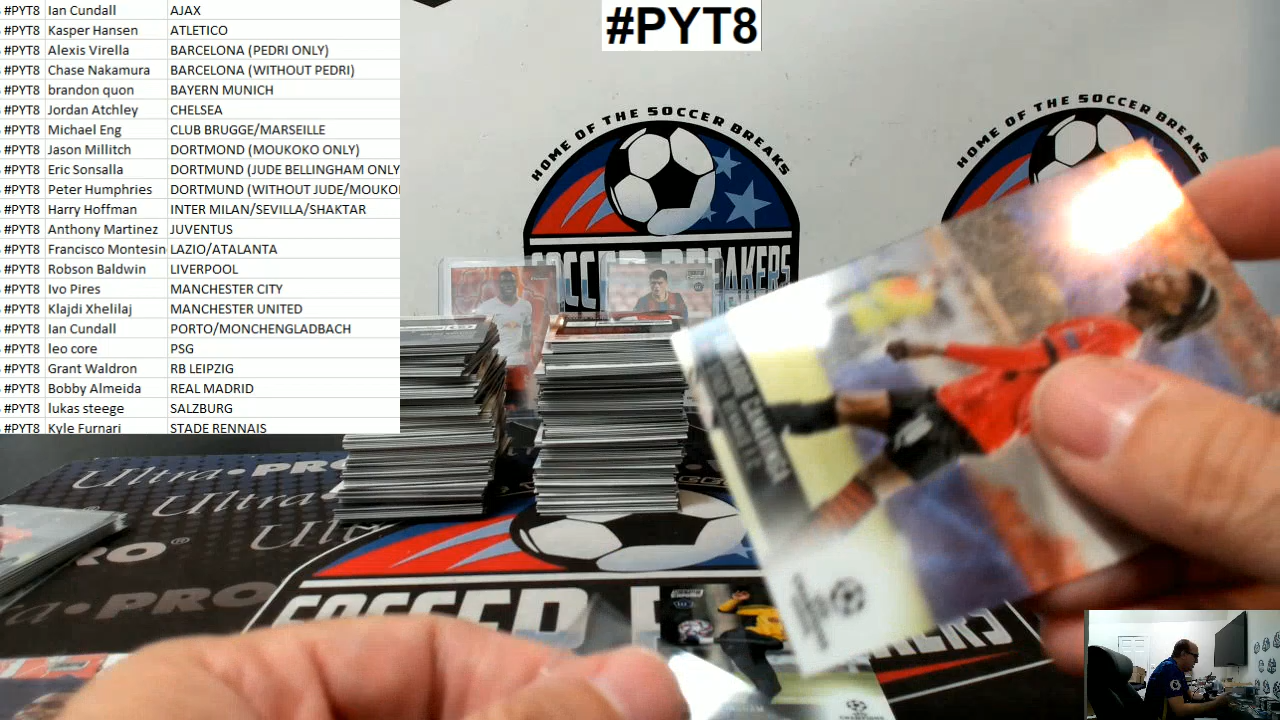 #PYT8 Ian Cundall AJAX
#PYT8 Kasper Hansen ATLETICO
#PYT8 Alexis Virella BARCELONA (PEDRI ONLY)
#PYT8 Chase Nakamura BARCELONA (WITHOUT PEDRI)
#PYT8 brandon quon BAYERN MUNICH
#PYT8 Jordan Atchley CHELSEA
#PYT8 Michael Eng CLUB BRUGGE/MARSEILLE
#PYT8 Jason Millitch DORTMOND (MOUKOKO ONLY)
#PYT8 Eric Sonsalla DORTMUND (JUDE BELLINGHAM ONLY
#PYT8 Peter Humphries DORTMUND (WITHOUT JUDE/MOUKO
#PYT8 Harry Hoffman INTER MILAN/SEVILLA/SHAKTAR
#PYT8 Anthony Martinez JUVENTUS
#PYT8 Francisco Montesin LAZIO/ATALANTA
#PYT8 Robson Baldwin LIVERPOOL
#PYT8 Ivo Pires MANCHESTER CITY
#PYT8 Klajdi Xhelilaj MANCHESTER UNITED
#PYT8 Ian Cundall PORTO/MONCHENGLADBACH
#PYT8 leo core PSG
#PYT8 Grant Waldron RB LEIPZIG
#PYT8 Bobby Almeida REAL MADRID
#PYT8 lukas steege SALZBURG
#PYT8 Kyle Furnari STADE RENNAIS
#PYT8
HOME OF THE SOCCER BREAKS
SOCCER BREAKERS
HOME OF THE SOCCER BREAKS
CAMAVINGA
Ultra•PRO
Ultra
Ul
PRO®
ra•PRO
SOCCER BREAKERS